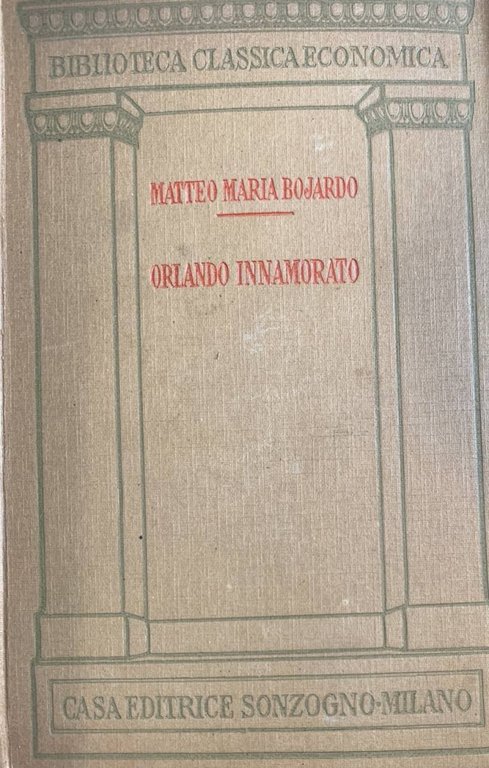 BIBLIOTECA CLASSICA ECONOMICA
MATTEO MARIA BOJARDO
ORLANDO INNAMORATO
CASA EDITRICE SONZOGNO-MILANO